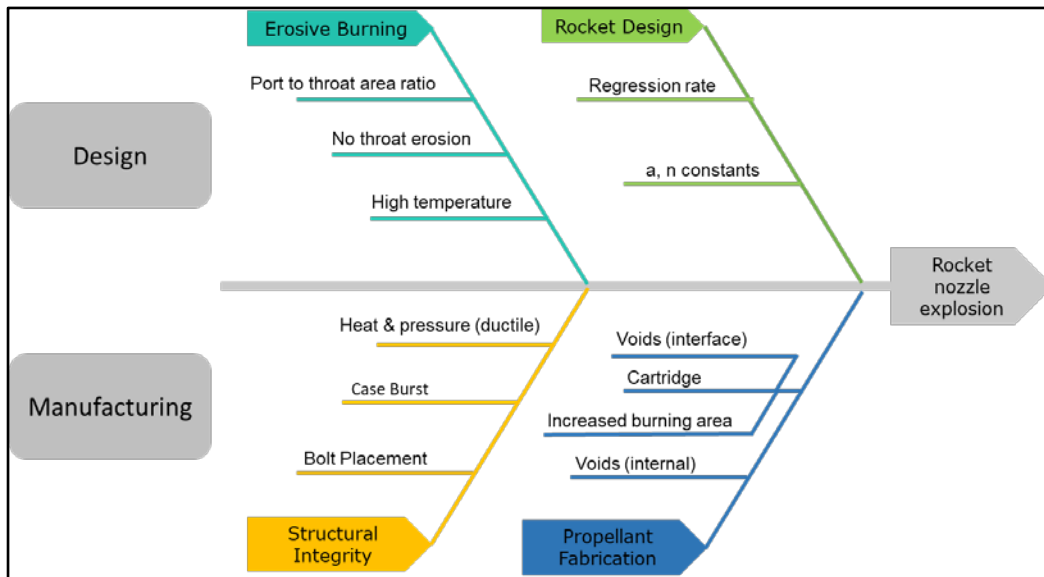 Erosive Burning
Rocket Design
Port to throat area ratio
Regression rate
No throat erosion
Design
a, n constants
High temperature
Rocket
nozzle
explosion
Heat & pressure (ductile)
Voids (interface)
Cartridge
Case Burst
Manufacturing
Increased burning area
Bolt Placement
Voids (internal)
Structural
Integrity
Propellant
Fabrication